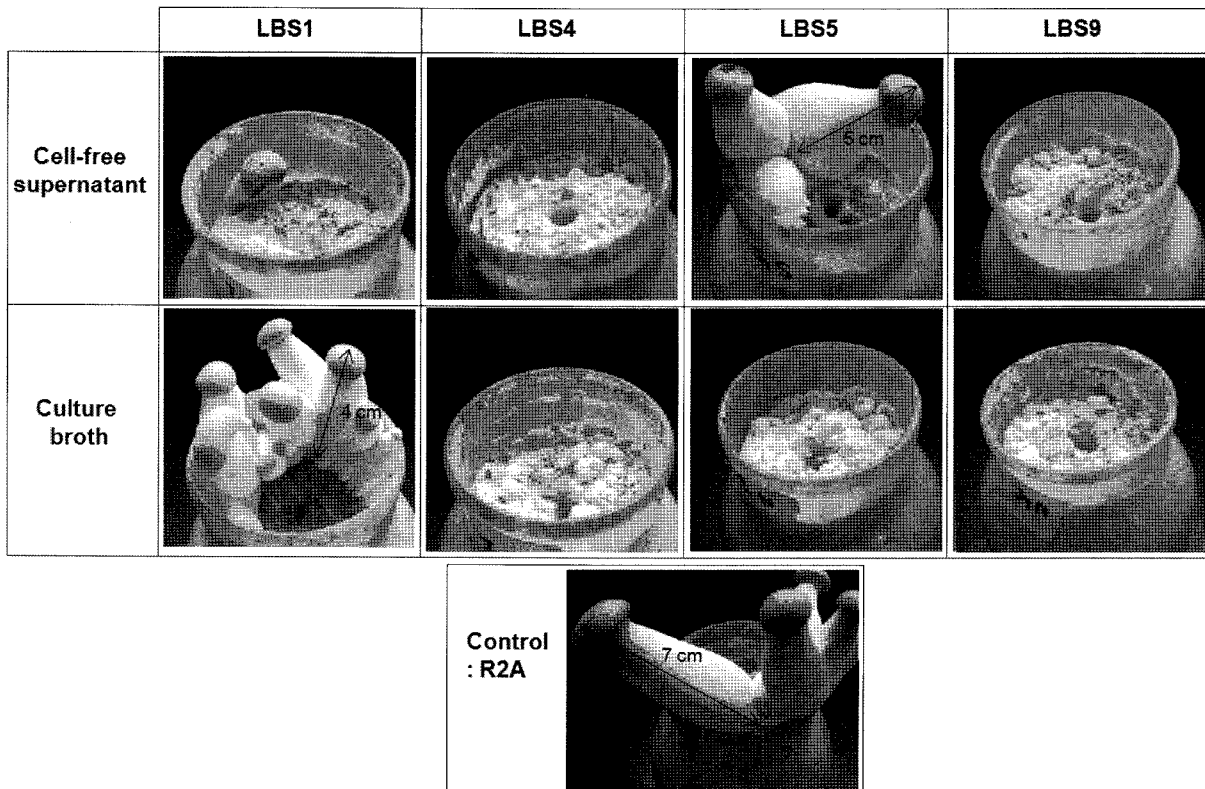 LBS1 LBS4 LBS5 LBS9
Cell-free
supernatant
5 cm
Culture
broth
4 cm
Control
: R2A
7 cm